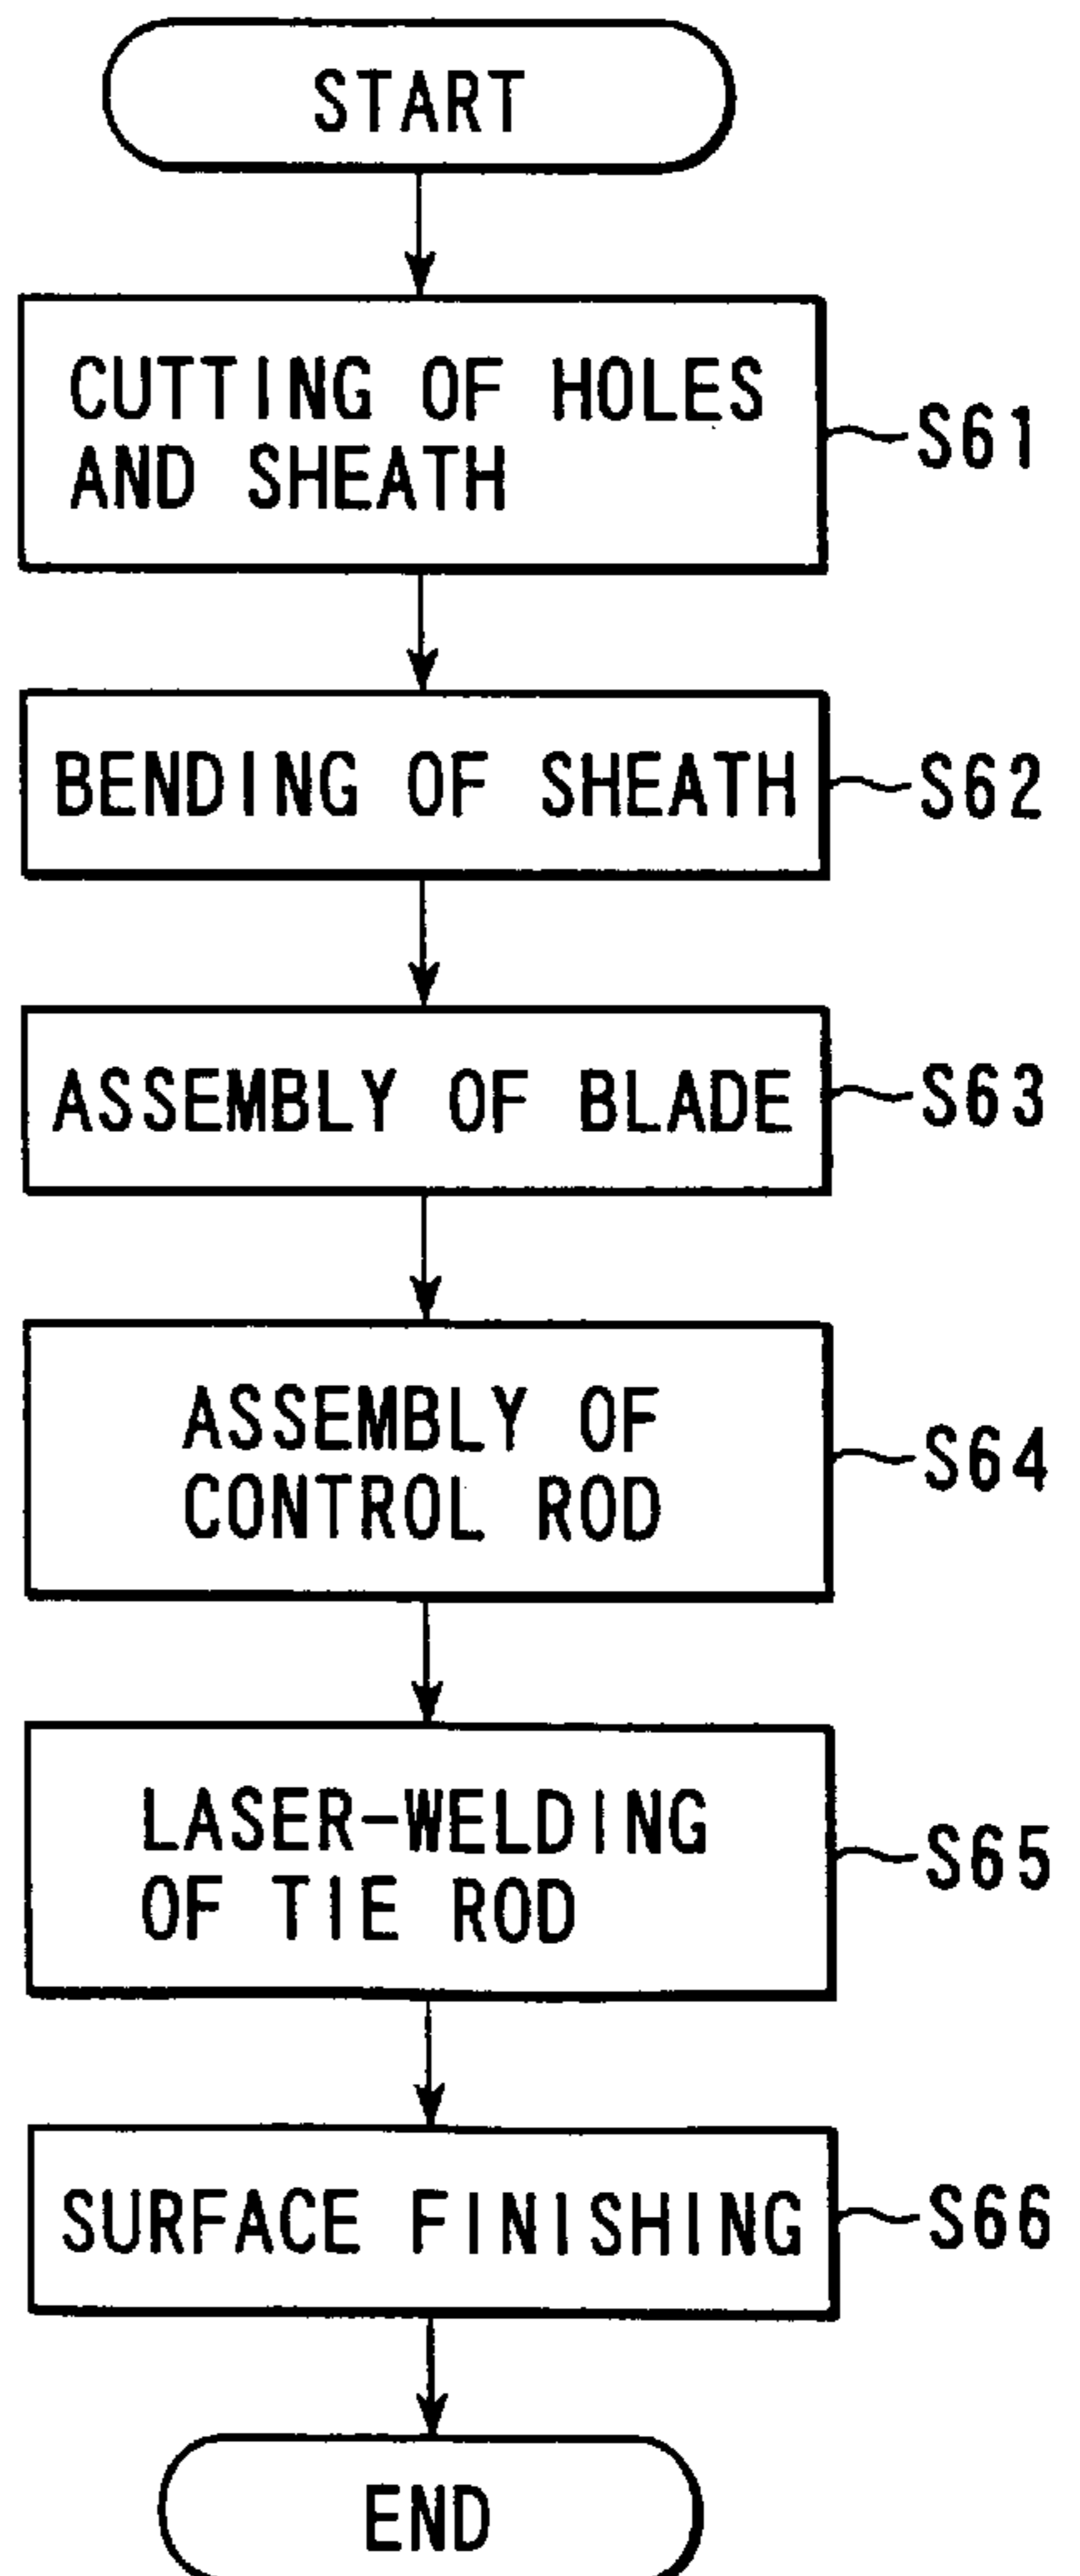 START
CUTTING OF HOLES
AND SHEATH
S61
BENDING OF SHEATH
S62
ASSEMBLY OF BLADE
S63
ASSEMBLY OF
CONTROL ROD
S64
LASER-WELDING
OF TIE ROD
S65
SURFACE FINISHING
S66
END